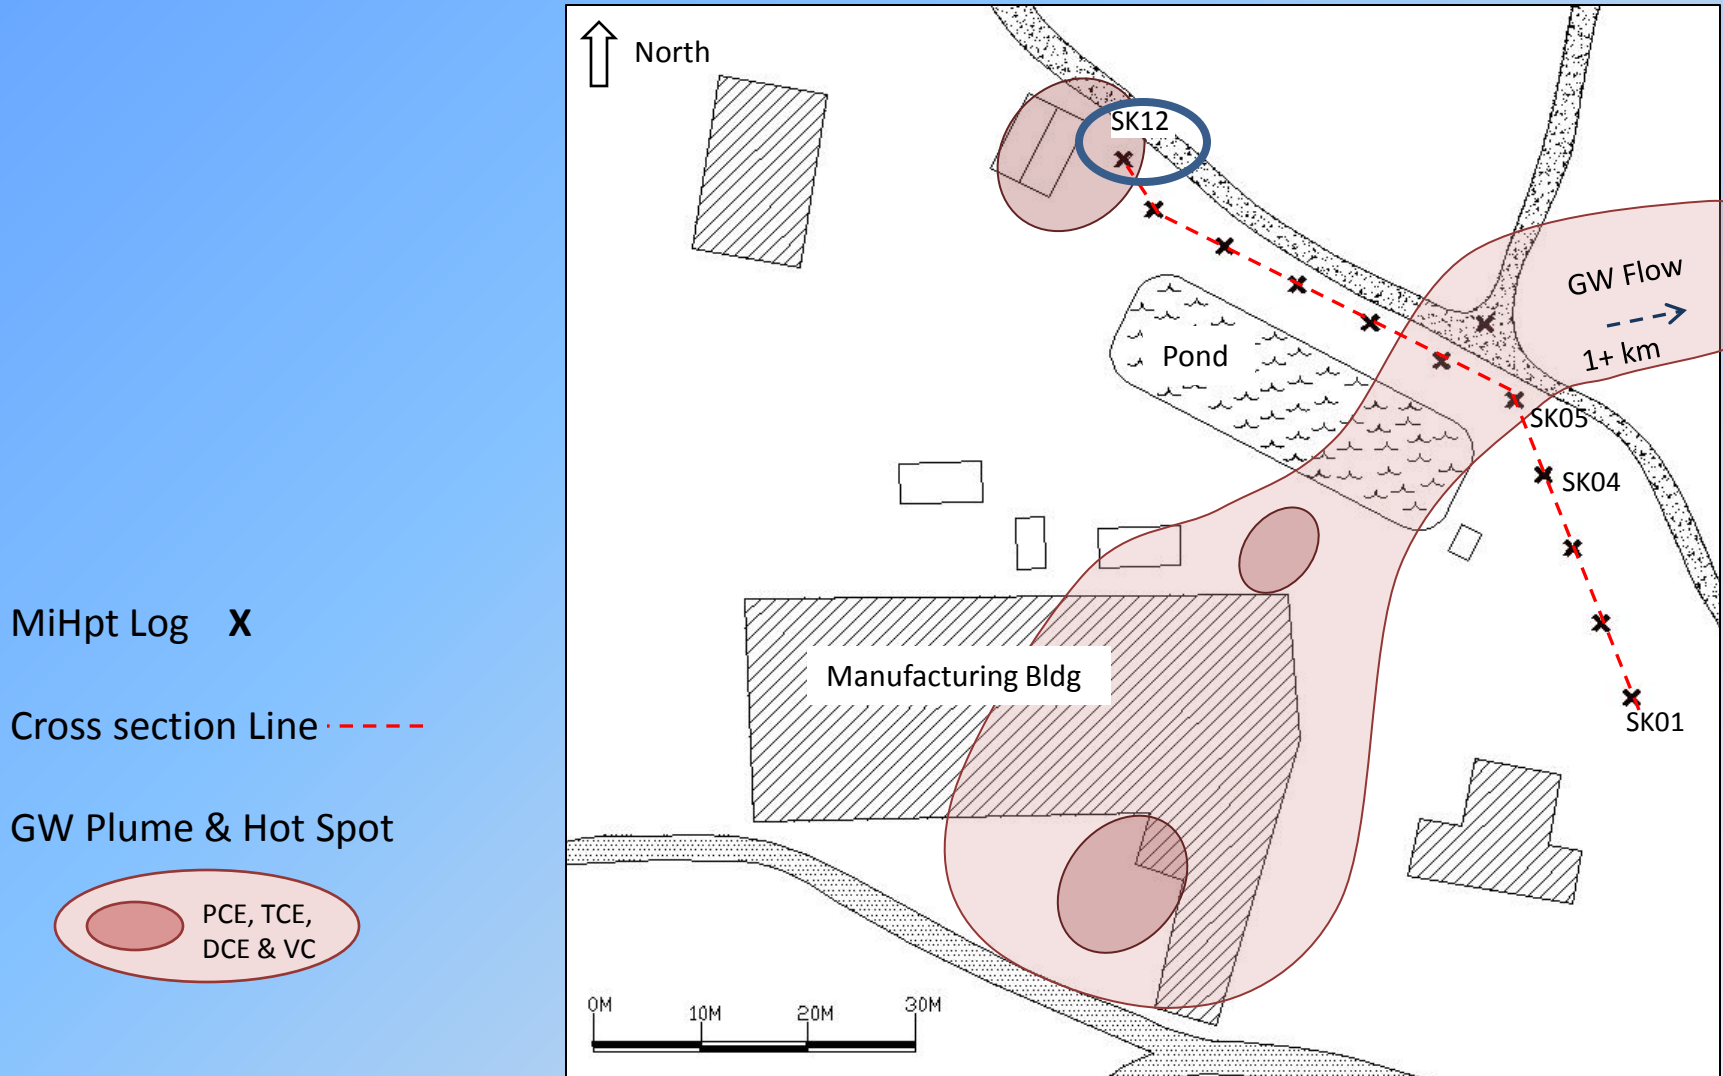 North
SK12
GW Flow
1+ km
Pond
SK05
SK04
MiHpt Log X
Manufacturing Bldg
SK01
Cross section Line
GW Plume & Hot Spot
PCE, TCE,
DCE & VC
0M 10M 20M 30M